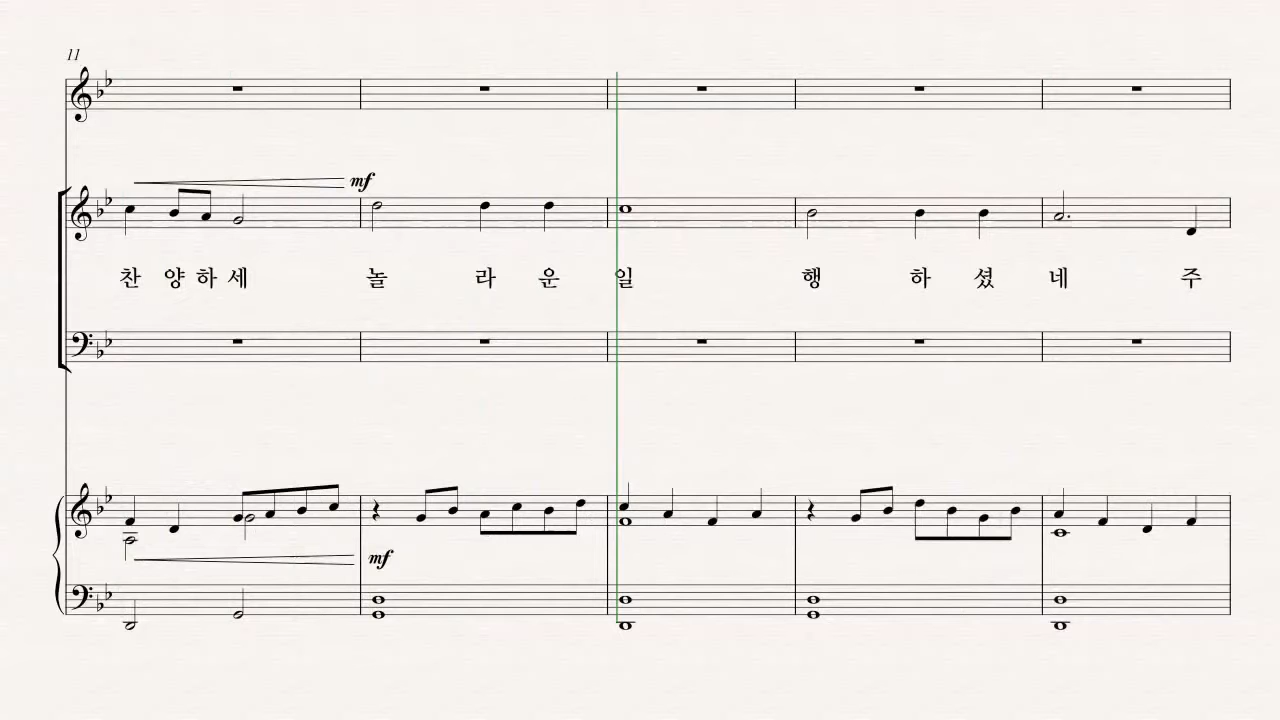 11
mf
찬 양 하 세 놀 라 운 일 행 하 셨 네 주
mf